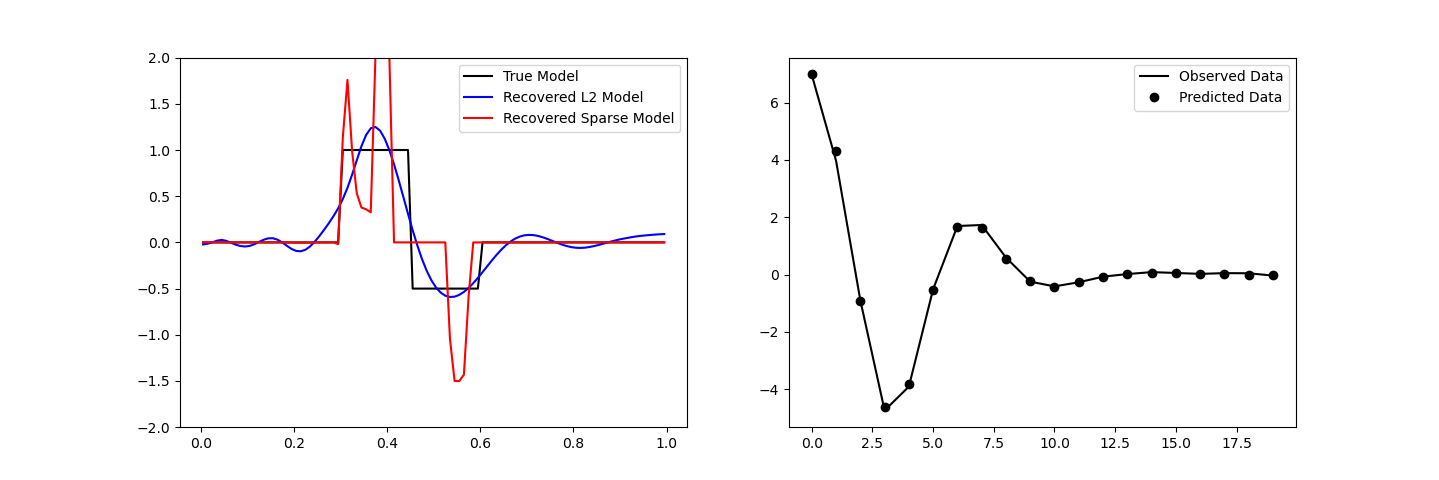 2.0
1.5
1.0
0.5
0.0
−0.5
−1.0
−1.5
−2.0
0.0 0.2 0.4 0.6 0.8 1.0
True Model
Recovered L2 Model
Recovered Sparse Model
6
4
2
0
−2
−4
0.0 2.5 5.0 7.5 10.0 12.5 15.0 17.5
Observed Data
Predicted Data